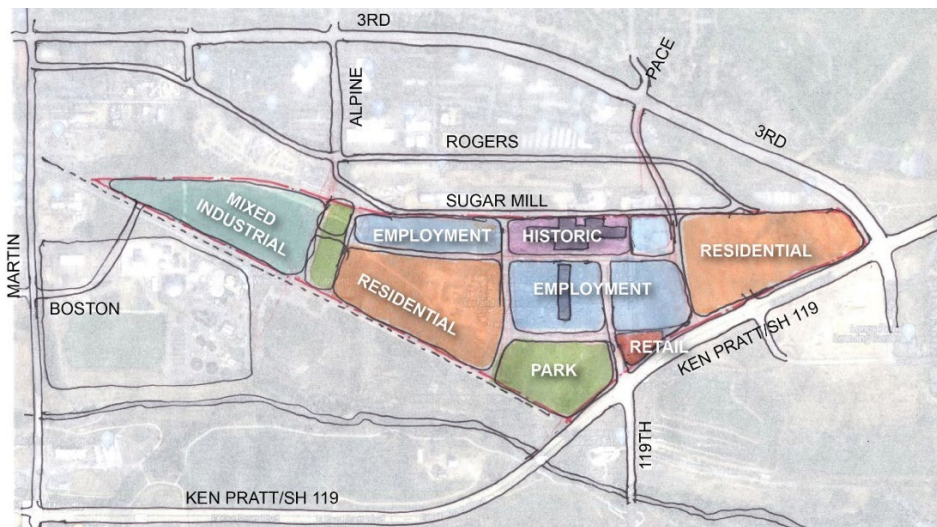 3RD
PACE
ALPINE
3RD
ROGERS
SUGAR MILL
MIXED
INDUSTRIAL
EMPLOYMENT
HISTORIC
RESIDENTIAL
MARTIN
RESIDENTIAL
EMPLOYMENT
BOSTON
RETAIL
KEN PRATT/SH 119
PARK
119TH
KEN PRATT/SH 119